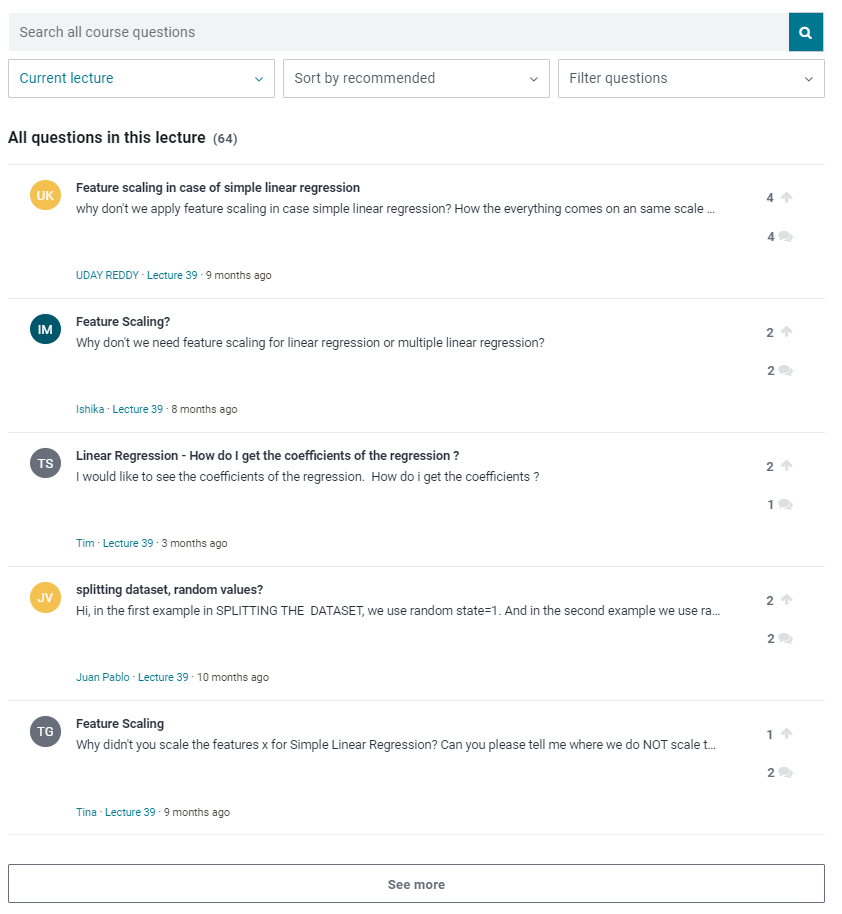 Search all course questions
Current lecture
Sort by recommended
Filter questions
All questions in this lecture (64)
UK
Feature scaling in case of simple linear regression
4
why don't we apply feature scaling in case simple linear regression? How the everything comes on an same scale ...
4
UDAY REDDY · Lecture 39 · 9 months ago
IM
Feature Scaling?
2
Why don't we need feature scaling for linear regression or multiple linear regression?
2
Ishika · Lecture 39 · 8 months ago
TS
Linear Regression - How do I get the coefficients of the regression ?
2
I would like to see the coefficients of the regression.  How do i get the coefficients ?
1
Tim · Lecture 39 · 3 months ago
JV
splitting dataset, random values?
2
Hi, in the first example in SPLITTING THE  DATASET, we use random state=1. And in the second example we use ra...
2
Juan Pablo · Lecture 39 · 10 months ago
TG
Feature Scaling
1
Why didn't you scale the features x for Simple Linear Regression? Can you please tell me where we do NOT scale t...
2
Tina · Lecture 39 · 9 months ago
See more